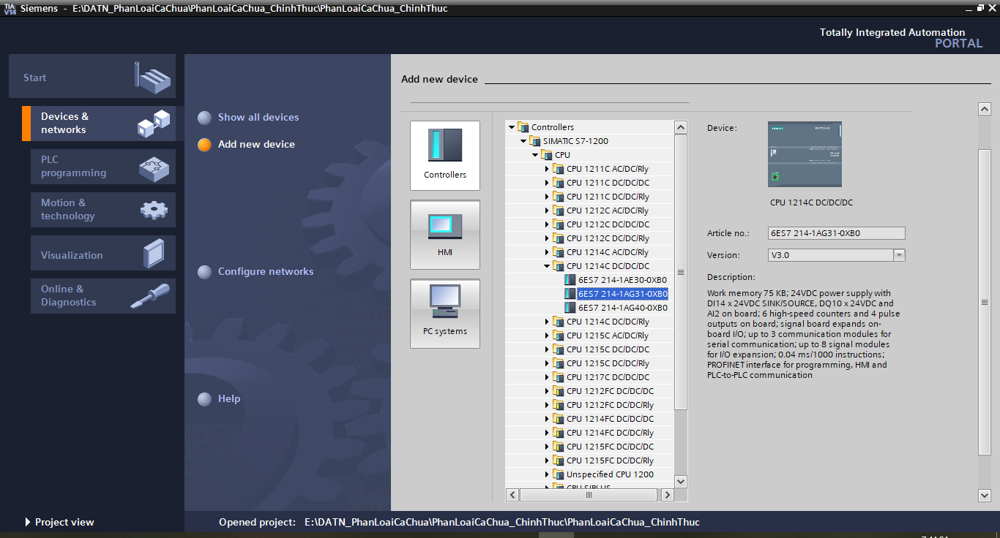 TIA
V14
Siemens - E:\DATN_PhanLoaiCaChua\PhanLoaiCaChua_ChinhThuc\PhanLoaiCaChua_ChinhThuc
Totally Integrated Automation
PORTAL
Start
Devices &
networks
PLC
programming
Motion &
technology
Visualization
Online &
Diagnostics
Project view
Show all devices
Add new device
Configure networks
Help
Add new device
Controllers
HMI
PC systems
Controllers
SIMATIC S7-1200
CPU
CPU 1211C AC/DC/Rly
CPU 1211C DC/DC/DC
CPU 1211C DC/DC/Rly
CPU 1212C AC/DC/Rly
CPU 1212C DC/DC/DC
CPU 1212C DC/DC/Rly
CPU 1214C AC/DC/Rly
CPU 1214C DC/DC/DC
6ES7 214-1AE30-0XB0
6ES7 214-1AG31-0XB0
6ES7 214-1AG40-0XB0
CPU 1214C DC/DC/Rly
CPU 1215C AC/DC/Rly
CPU 1215C DC/DC/DC
CPU 1215C DC/DC/Rly
CPU 1217C DC/DC/DC
CPU 1212FC DC/DC/DC
CPU 1212FC DC/DC/Rly
CPU 1214FC DC/DC/DC
CPU 1214FC DC/DC/Rly
CPU 1215FC DC/DC/DC
CPU 1215FC DC/DC/Rly
Unspecified CPU 1200
CPU SIPLUS
Device:
CPU 1214C DC/DC/DC
Article no.: 6ES7 214-1AG31-0XB0
Version: V3.0
Description:
Work memory 75 KB; 24VDC power supply with
DI14 x 24VDC SINK/SOURCE, DQ10 x 24VDC and
AI2 on board; 6 high-speed counters and 4 pulse
outputs on board; signal board expands on-
board I/O; up to 3 communication modules for
serial communication; up to 8 signal modules
for I/O expansion; 0.04 ms/1000 instructions;
PROFINET interface for programming, HMI and
PLC-to-PLC communication
Opened project: E:\DATN_PhanLoaiCaChua\PhanLoaiCaChua_ChinhThuc\PhanLoaiCaChua_ChinhThuc